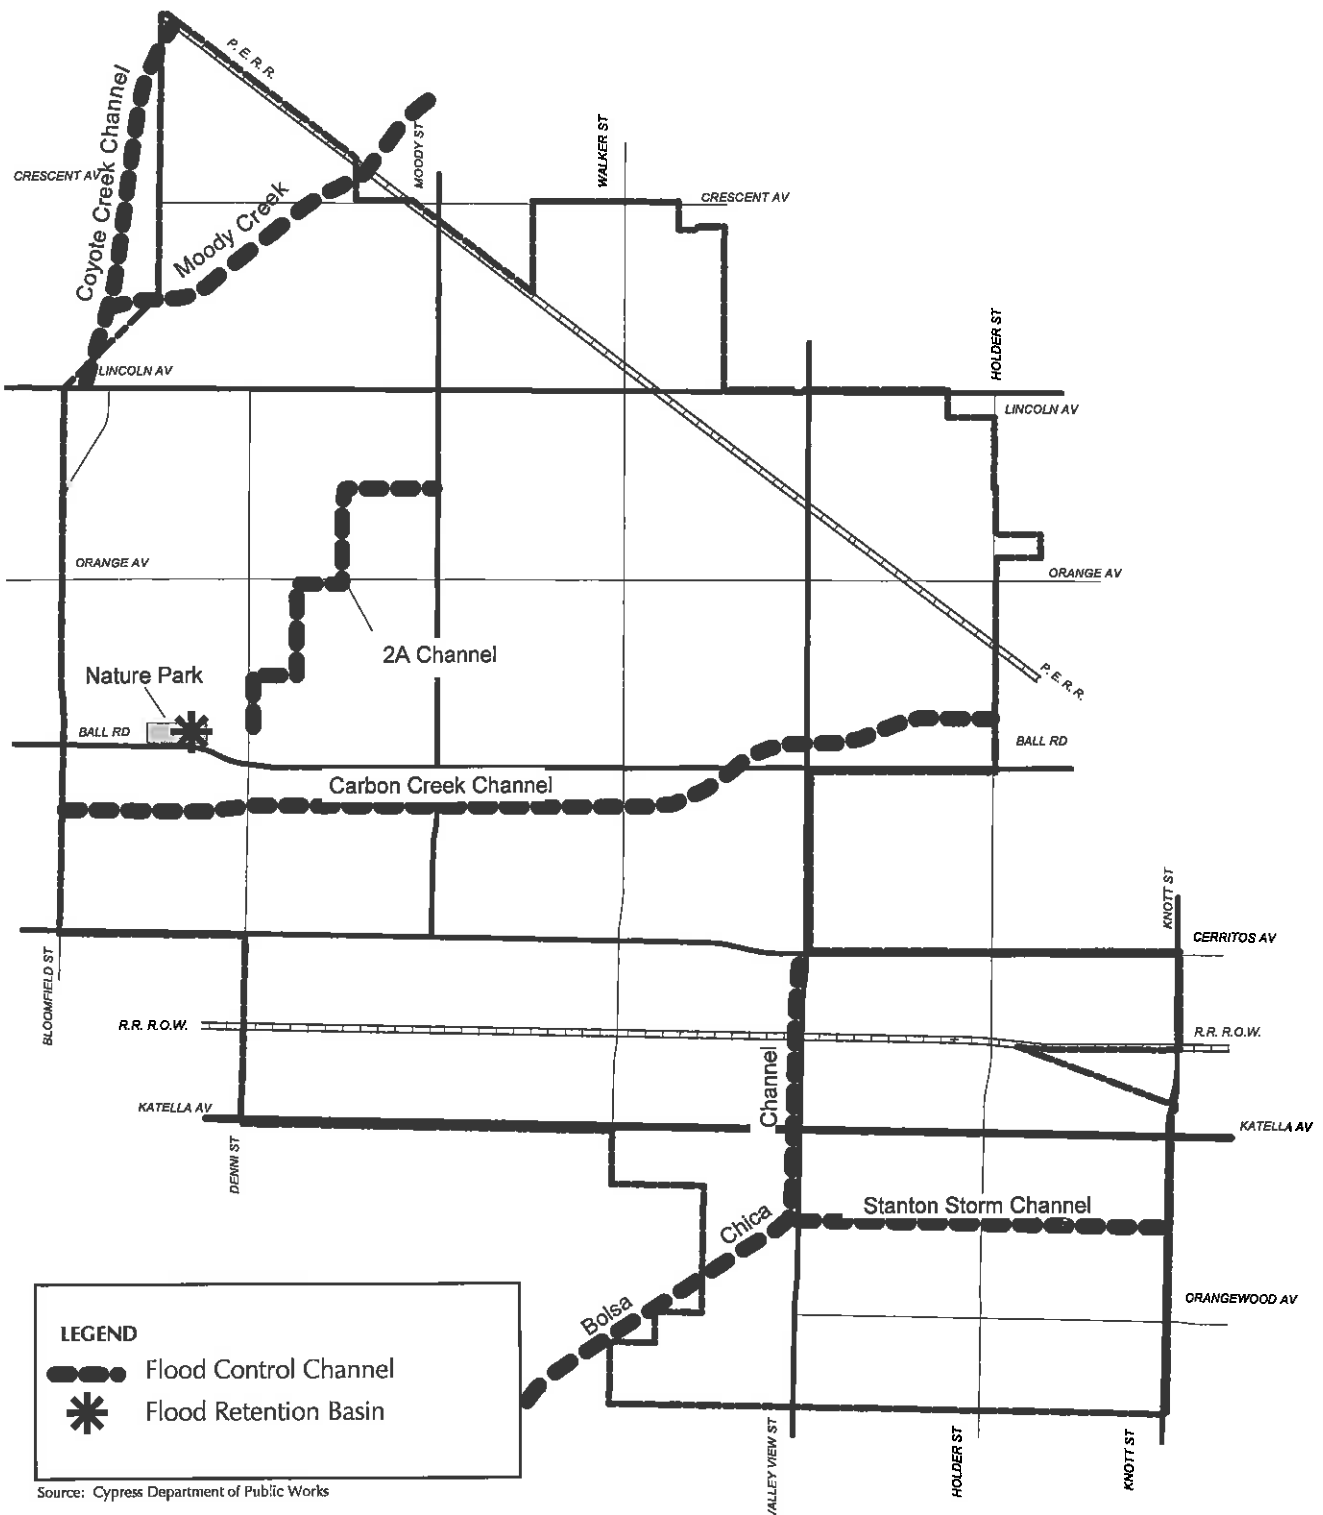 P.E.R.R.
Coyote Creek Channel
MOODY ST
WALKER ST
CRESCENT AV
CRESCENT AV
Moody Creek
HOLDER ST
LINCOLN AV
LINCOLN AV
ORANGE AV
ORANGE AV
2A Channel
Nature Park
P.E.R.R.
BALL RD
BALL RD
Carbon Creek Channel
KNOTT ST
CERRITOS AV
BLOOMFIELD ST
R.R. R.O.W.
R.R. R.O.W.
Channel
KATELLA AV
KATELLA AV
DENNI ST
Stanton Storm Channel
Chica
Bolsa
ORANGEWOOD AV
LEGEND
Flood Control Channel
Flood Retention Basin
VALLEY VIEW ST
HOLDER ST
KNOTT ST
Source: Cypress Department of Public Works